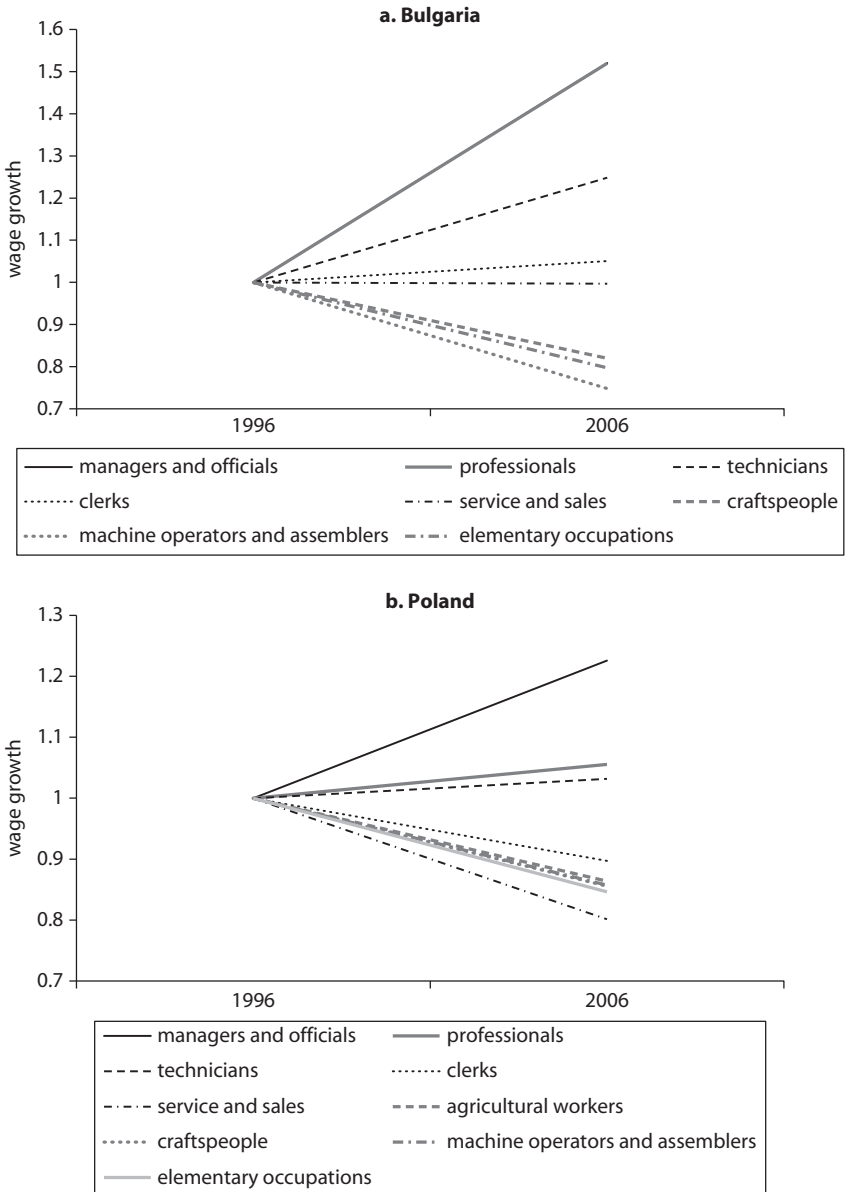 a. Bulgaria
1.6
1.5
1.4
1.3
1.2
1.1
1
0.9
0.8
0.7
wage growth
1996 2006
managers and officials professionals technicians
clerks service and sales craftspeople
machine operators and assemblers elementary occupations
b. Poland
1.3
1.2
1.1
1
0.9
0.8
0.7
wage growth
1996 2006
managers and officials professionals
technicians clerks
service and sales agricultural workers
craftspeople machine operators and assemblers
elementary occupations